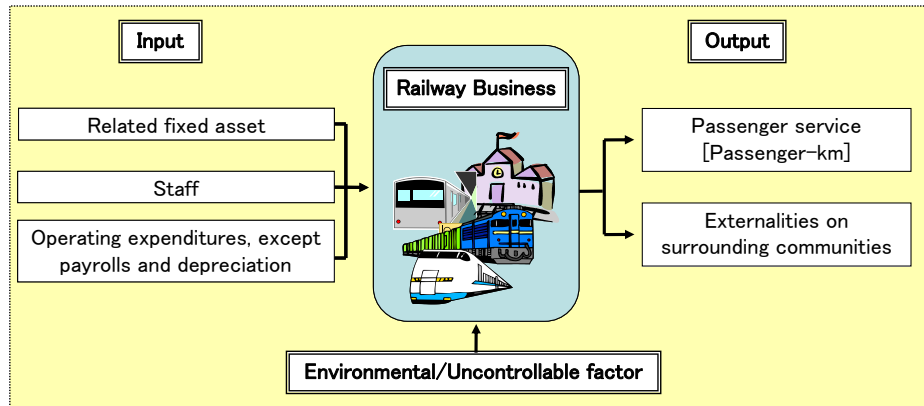 Input
Output
Railway Business
Related fixed asset
Staff
Operating expenditures, except
payrolls and depreciation
Passenger service
[Passenger-km]
Externalities on
surrounding communities
Environmental/Uncontrollable factor